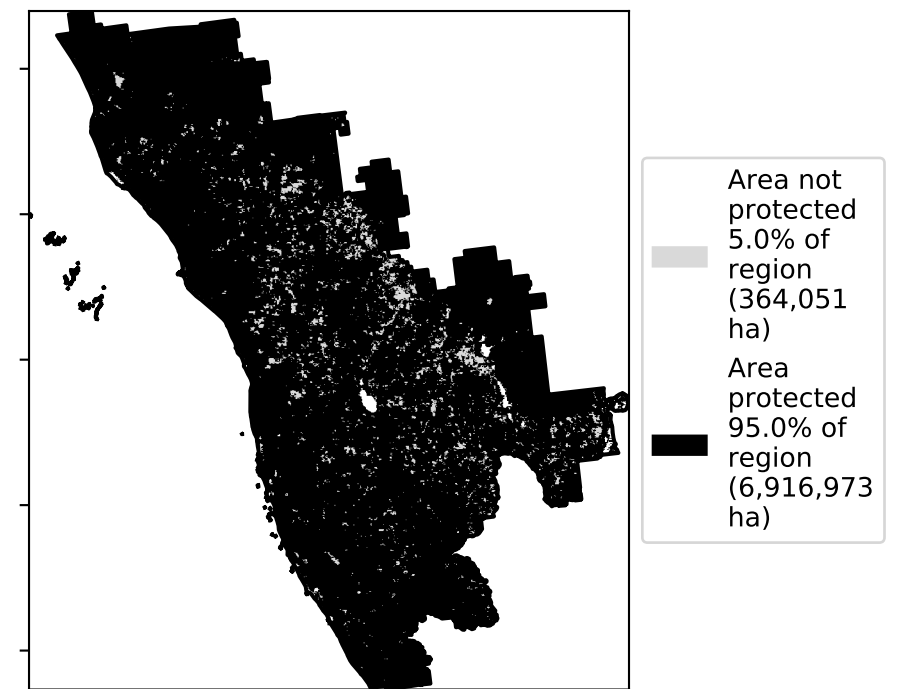 Area not
protected
5.0% of
region
(364,051
ha)
Area
protected
95.0% of
region
(6,916,973
ha)